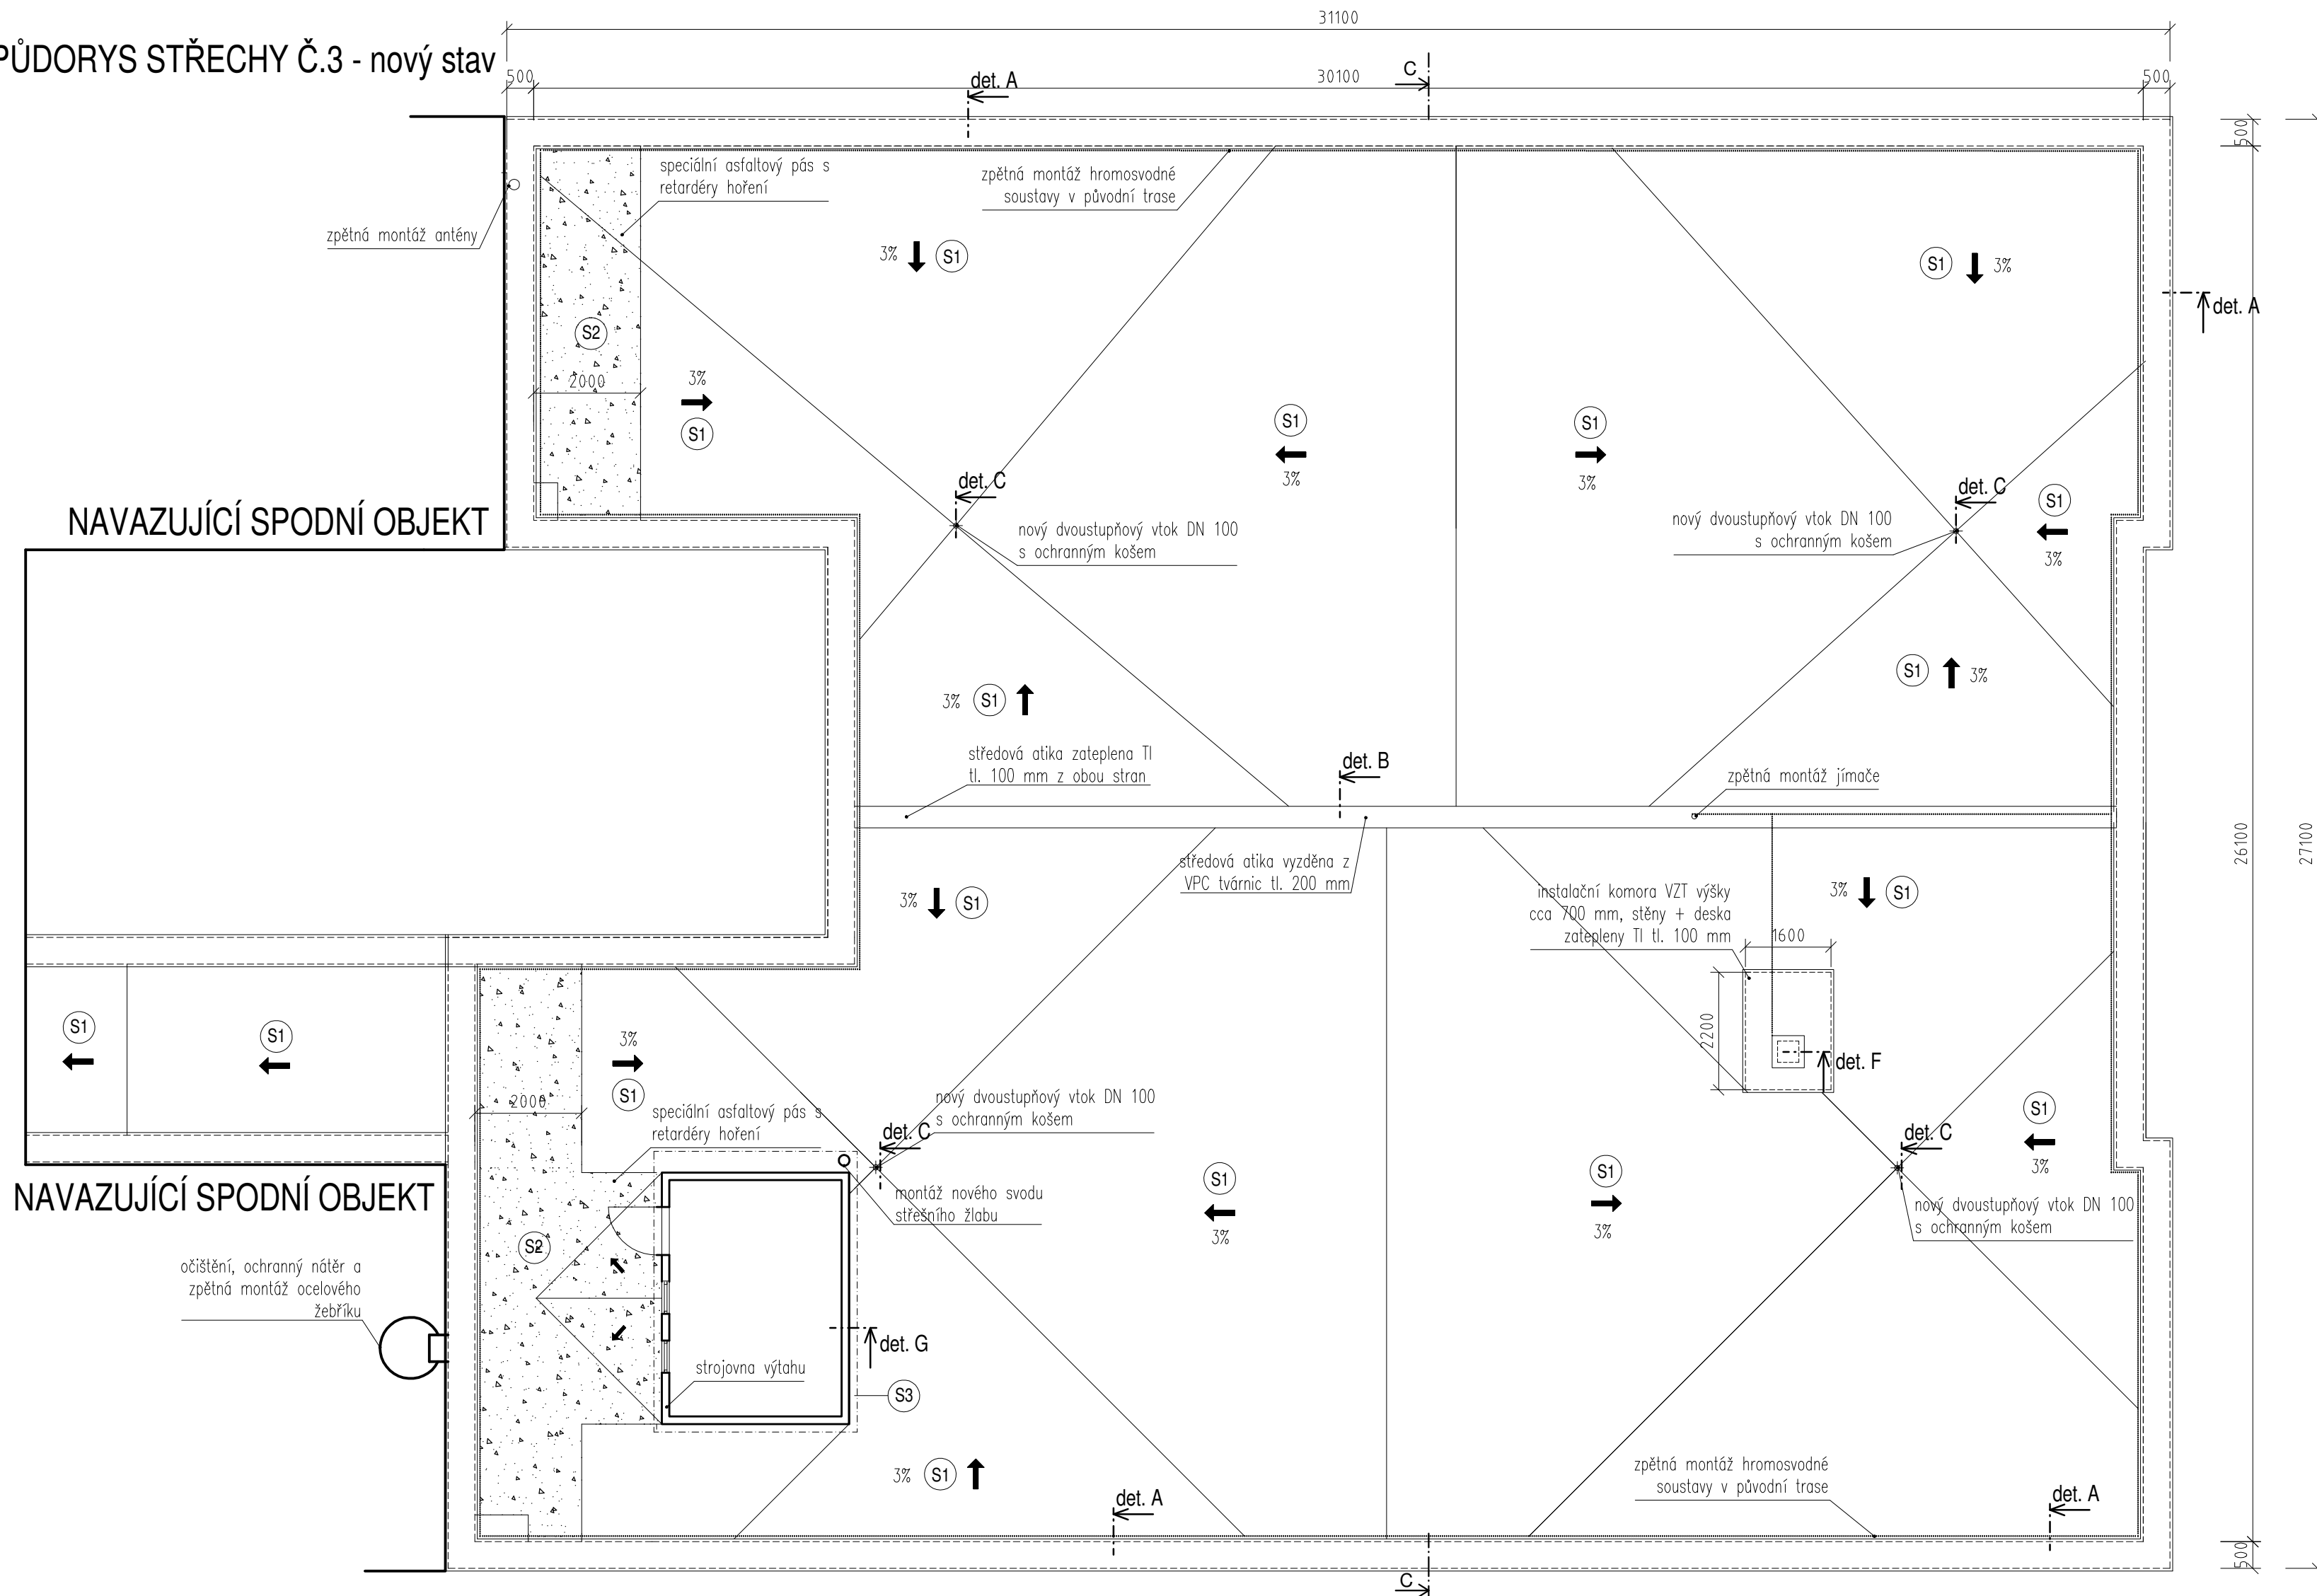 31100
PŮDORYS STŘECHY Č.3 - nový stav
500
30100
500
det. A
C
500
speciální asfaltový pás s
retardéry hoření
zpětná montáž hromosvodné
soustavy v původní trase
zpětná montáž antény
3%
S1
S1
3%
det. A
S2
2000
3%
S1
S1
3%
S1
3%
det. C
nový dvoustupňový vtok DN 100
s ochranným košem
det. C
nový dvoustupňový vtok DN 100
s ochranným košem
S1
3%
NAVAZUJÍCÍ SPODNÍ OBJEKT
3%
S1
S1
3%
středová atika zateplena TI
tl. 100 mm z obou stran
det. B
zpětná montáž jímače
26100
27100
středová atika vyzděna z
VPC tvárnic tl. 200 mm
3%
S1
instalační komora VZT výšky
cca 700 mm, stěny + deska
zatepleny TI tl. 100 mm
3%
S1
1600
2200
det. F
S1
S1
3%
S1
2000
speciální asfaltový pás s
retardéry hoření
nový dvoustupňový vtok DN 100
s ochranným košem
det. C
det. C
S1
3%
NAVAZUJÍCÍ SPODNÍ OBJEKT
montáž nového svodu
střešního žlabu
S1
3%
S1
3%
nový dvoustupňový vtok DN 100
s ochranným košem
S2
očištění, ochranný nátěr a
zpětná montáž ocelového
žebříku
det. G
strojovna výtahu
S3
3%
S1
zpětná montáž hromosvodné
soustavy v původní trase
det. A
det. A
500
C